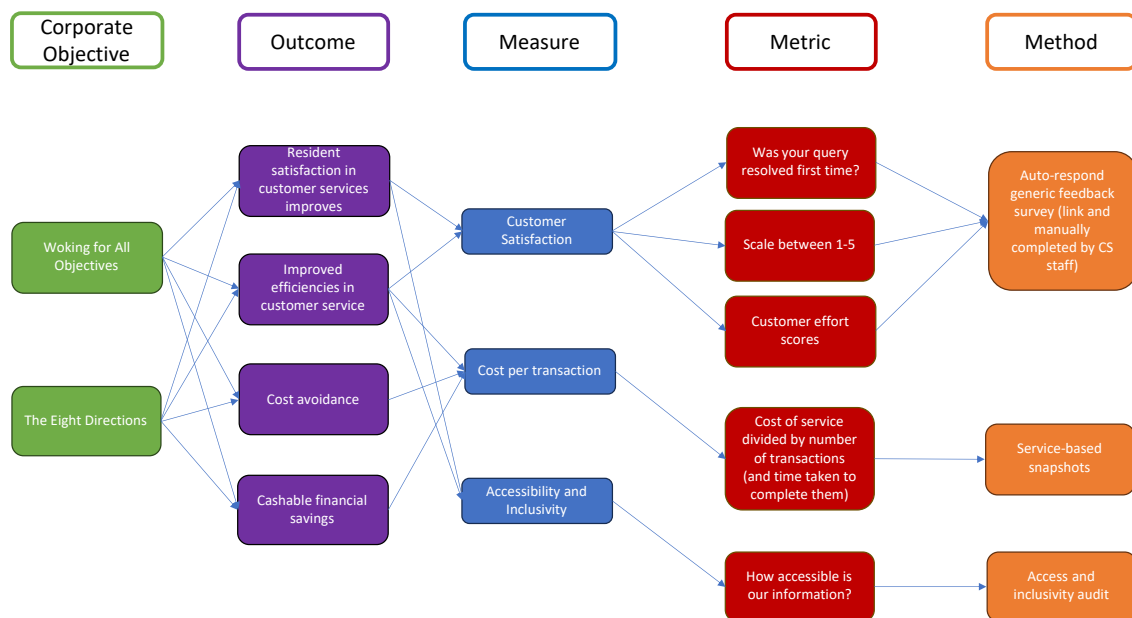 Corporate
Objective
Outcome
Measure
Metric
Method
Woking for All
Objectives
The Eight Directions
Resident
satisfaction in
customer services
improves
Improved
efficiencies in
customer service
Cost avoidance
Cashable financial
savings
Customer
Satisfaction
Cost per transaction
Accessibility and
Inclusivity
Was your query
resolved first time?
Scale between 1-5
Customer effort
scores
Cost of service
divided by number
of transactions
(and time taken to
complete them)
How accessible is
our information?
Auto-respond
generic feedback
survey (link and
manually
completed by CS
staff)
Service-based
snapshots
Access and
inclusivity audit